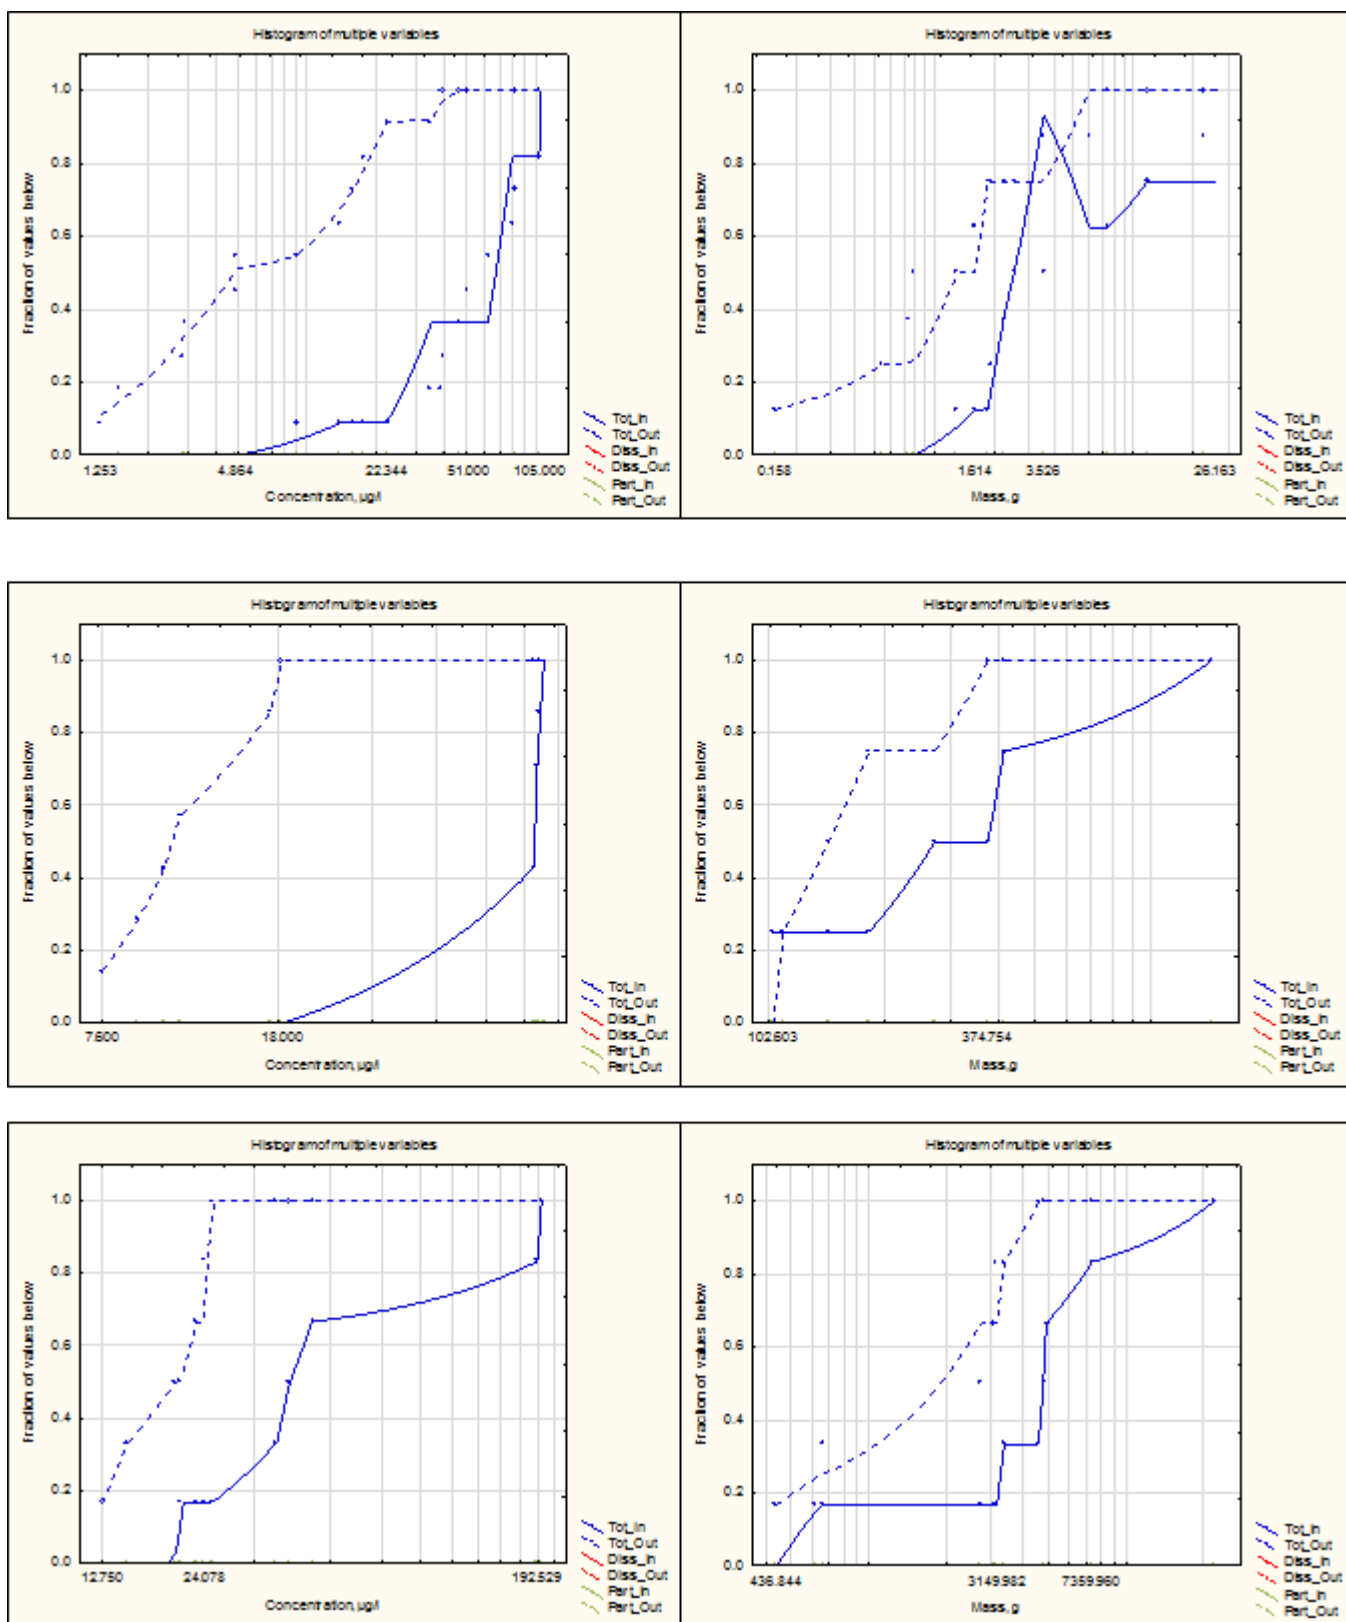 Histogram of multiple variables
Fraction of values below
1.0
0.8
0.6
0.4
0.2
0.0
1.253 4.864 22.344 51.000 105.000
Concentration, µg/l
Tot_In
Tot_Out
Diss_In
Diss_Out
Part_In
Part_Out
Histogram of multiple variables
Fraction of values below
1.0
0.8
0.6
0.4
0.2
0.0
0.158 1.614 3.526 26.163
Mass, g
Tot_In
Tot_Out
Diss_In
Diss_Out
Part_In
Part_Out
Histogram of multiple variables
Fraction of values below
1.0
0.8
0.6
0.4
0.2
0.0
7.600 18.000
Concentration, µg/l
Tot_In
Tot_Out
Diss_In
Diss_Out
Part_In
Part_Out
Histogram of multiple variables
Fraction of values below
1.0
0.8
0.6
0.4
0.2
0.0
102.603 374.754
Mass, g
Tot_In
Tot_Out
Diss_In
Diss_Out
Part_In
Part_Out
Histogram of multiple variables
Fraction of values below
1.0
0.8
0.6
0.4
0.2
0.0
12.750 24.078 192.529
Concentration, µg/l
Tot_In
Tot_Out
Diss_In
Diss_Out
Part_In
Part_Out
Histogram of multiple variables
Fraction of values below
1.0
0.8
0.6
0.4
0.2
0.0
436.844 3149.982 7359.960
Mass, g
Tot_In
Tot_Out
Diss_In
Diss_Out
Part_In
Part_Out